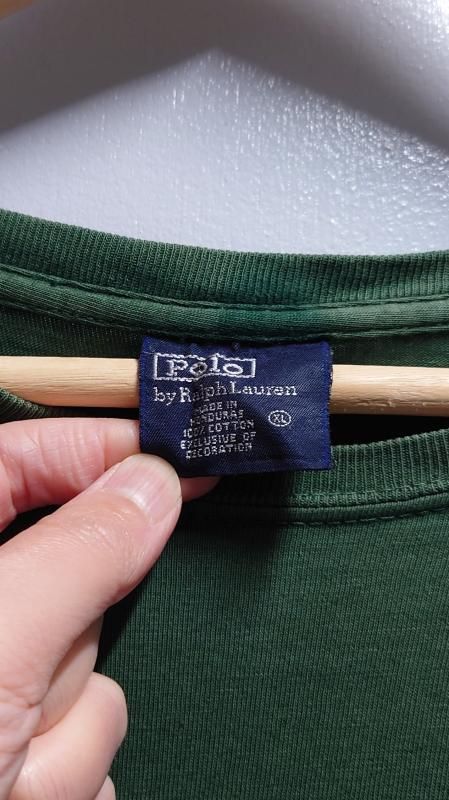 Polo
by Ralph Lauren
MADE IN
HONDURAS
100% COTTON
EXCLUSIVE OF
DECORATION
XL